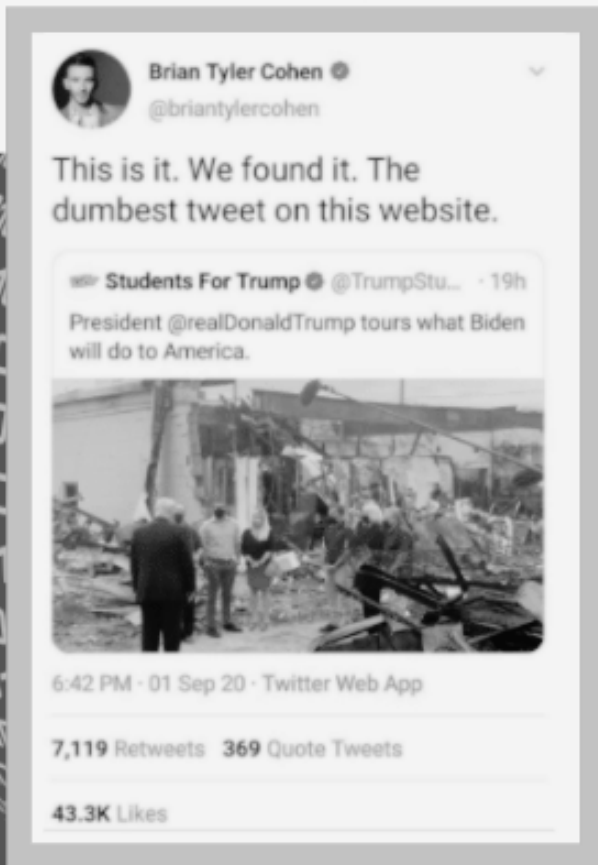 Brian Tyler Cohen
@briantylercohen
This is it. We found it. The
dumbest tweet on this website.
Students For Trump @TrumpStu... · 19h
President @realDonaldTrump tours what Biden
will do to America.
6:42 PM · 01 Sep 20 · Twitter Web App
7,119 Retweets 369 Quote Tweets
43.3K Likes